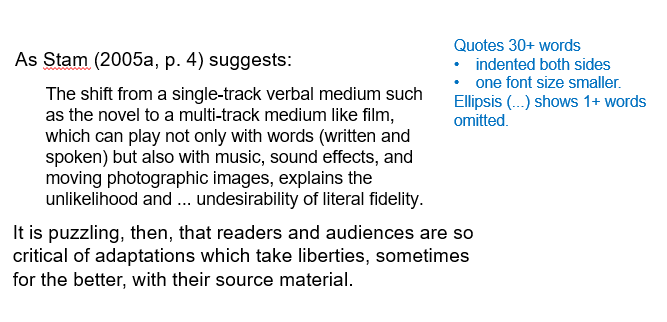 As Stam (2005a, p. 4) suggests:
The shift from a single-track verbal medium such
as the novel to a multi-track medium like film,
which can play not only with words (written and
spoken) but also with music, sound effects, and
moving photographic images, explains the
unlikelihood and ... undesirability of literal fidelity.
It is puzzling, then, that readers and audiences are so
critical of adaptations which take liberties, sometimes
for the better, with their source material.
Quotes 30+ words
• indented both sides
• one font size smaller.
Ellipsis (...) shows 1+ words
omitted.